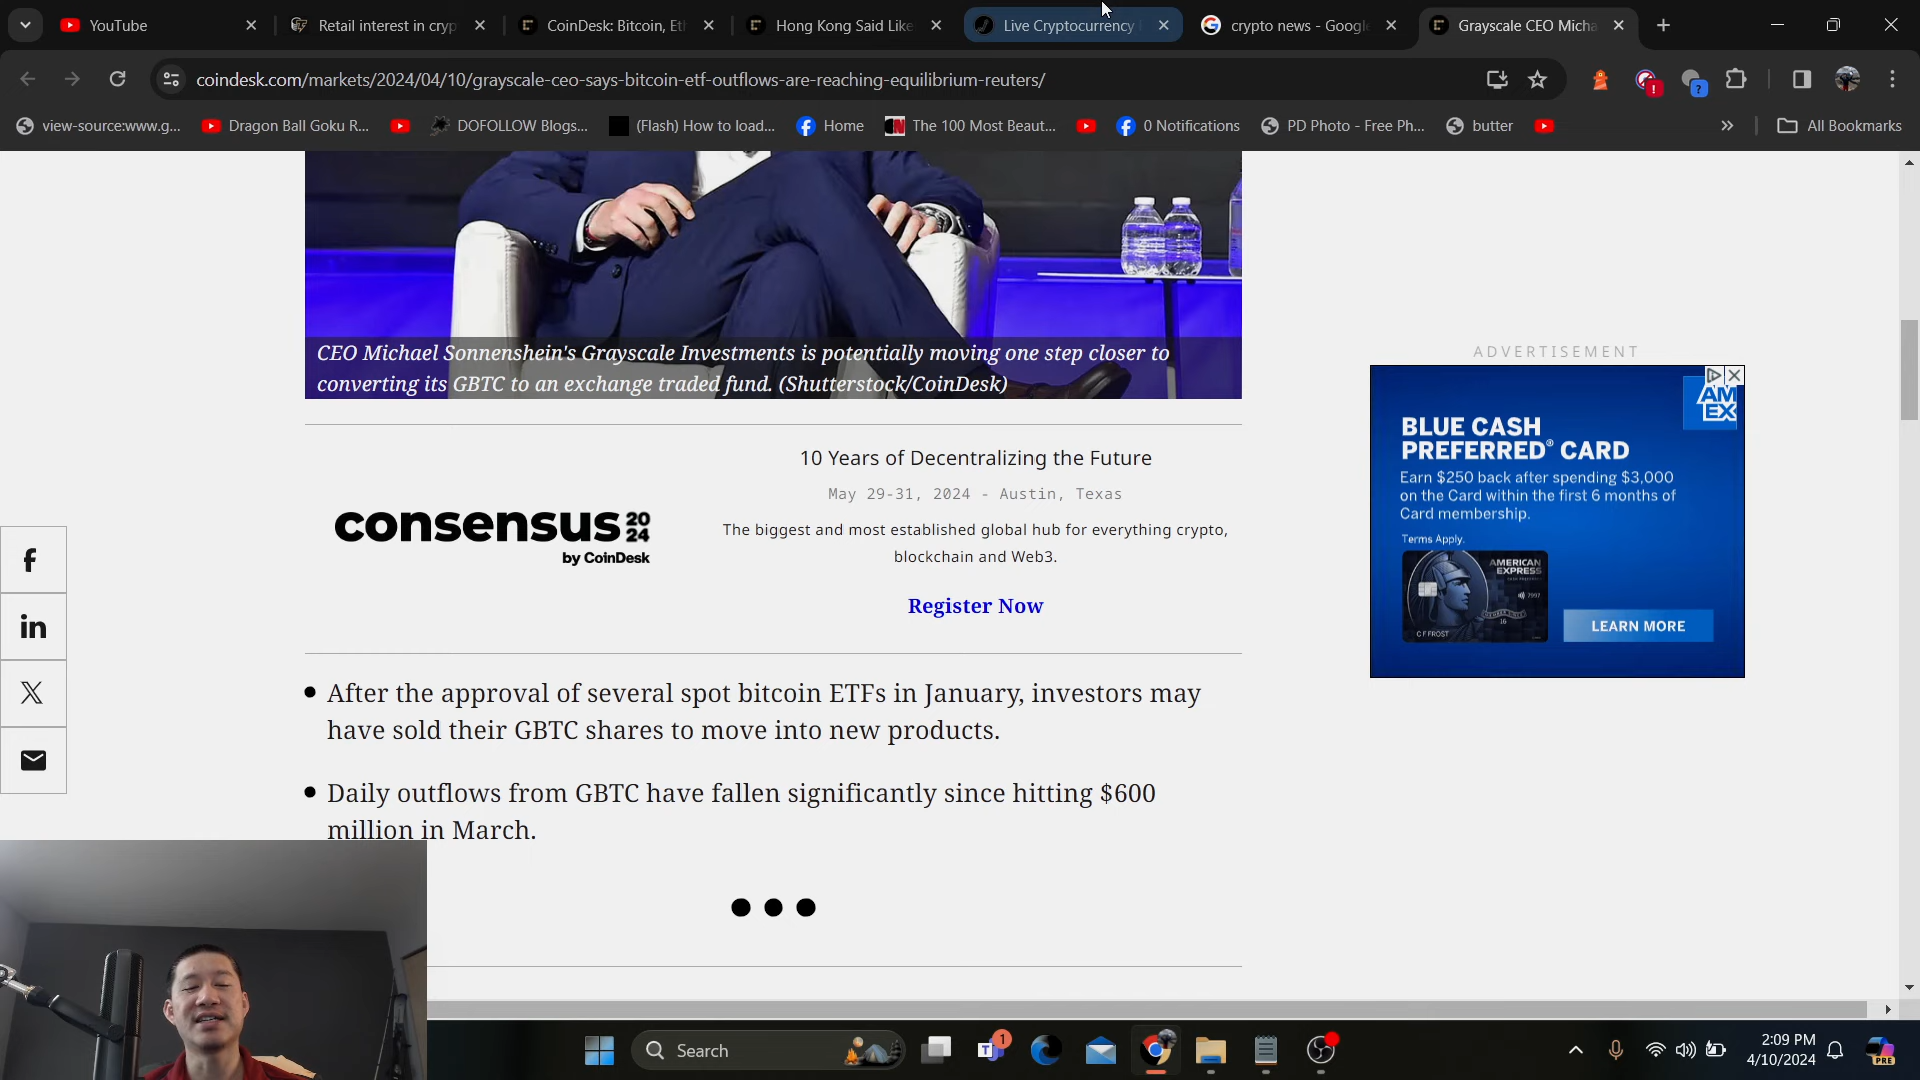 YouTube
Retail interest in cryp
CoinDesk: Bitcoin, Et
Hong Kong Said Like
Live Cryptocurrency
crypto news - Google
Grayscale CEO Micha
coindesk.com/markets/2024/04/10/grayscale-ceo-says-bitcoin-etf-outflows-are-reaching-equilibrium-reuters/
view-source:www.g...
Dragon Ball Goku R...
DOFOLLOW Blogs...
(Flash) How to load...
Home
The 100 Most Beaut...
0 Notifications
PD Photo - Free Ph...
butter
All Bookmarks
CEO Michael Sonnenshein's Grayscale Investments is potentially moving one step closer to
converting its GBTC to an exchange traded fund. (Shutterstock/CoinDesk)
consensus 20
24
by CoinDesk
10 Years of Decentralizing the Future
May 29-31, 2024 - Austin, Texas
The biggest and most established global hub for everything crypto,
blockchain and Web3.
Register Now
ADVERTISEMENT
AM
EX
BLUE CASH
PREFERRED® CARD
Earn $250 back after spending $3,000
on the Card within the first 6 months of
Card membership.
Terms Apply.
AMERICAN
EXPRESS
C F FROST
LEARN MORE
• After the approval of several spot bitcoin ETFs in January, investors may
have sold their GBTC shares to move into new products.
• Daily outflows from GBTC have fallen significantly since hitting $600
million in March.
Search
1
2:09 PM
4/10/2024
PRE